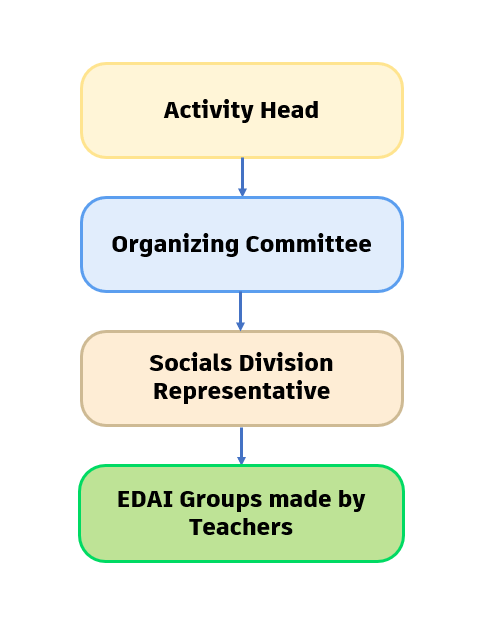 Activity Head
Organizing Committee
Socials Division
Representative
EDAI Groups made by
Teachers